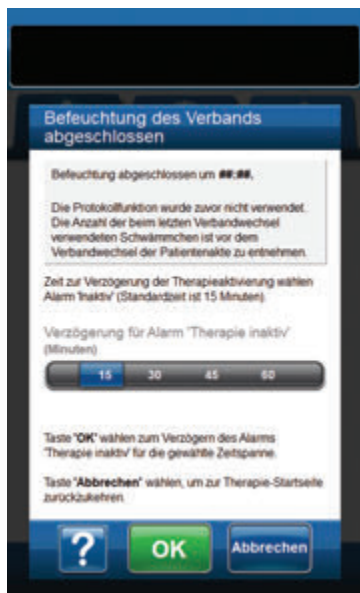 Befeuchtung des Verbands
abgeschlossen
Befeuchtung abgeschlossen um ##:##.
Die Protokollfunktion wurde zuvor nicht verwendet.
Die Anzahl der beim letzten Verbandwechsel
verwendeten Schwämmchen ist vor dem
Verbandwechsel der Patientenakte zu entnehmen.
Zeit zur Verzögerung der Therapieaktivierung wählen
Alarm 'Inaktiv' (Standardzeit ist 15 Minuten).
Verzögerung für Alarm 'Therapie inaktiv'
(Minuten)
15 30 45 60
Taste "OK" wählen zum Verzögern des Alarms
'Therapie inaktiv' für die gewählte Zeitspanne.
Taste "Abbrechen" wählen, um zur Therapie-Startseite
zurückzukehren.
? OK Abbrechen